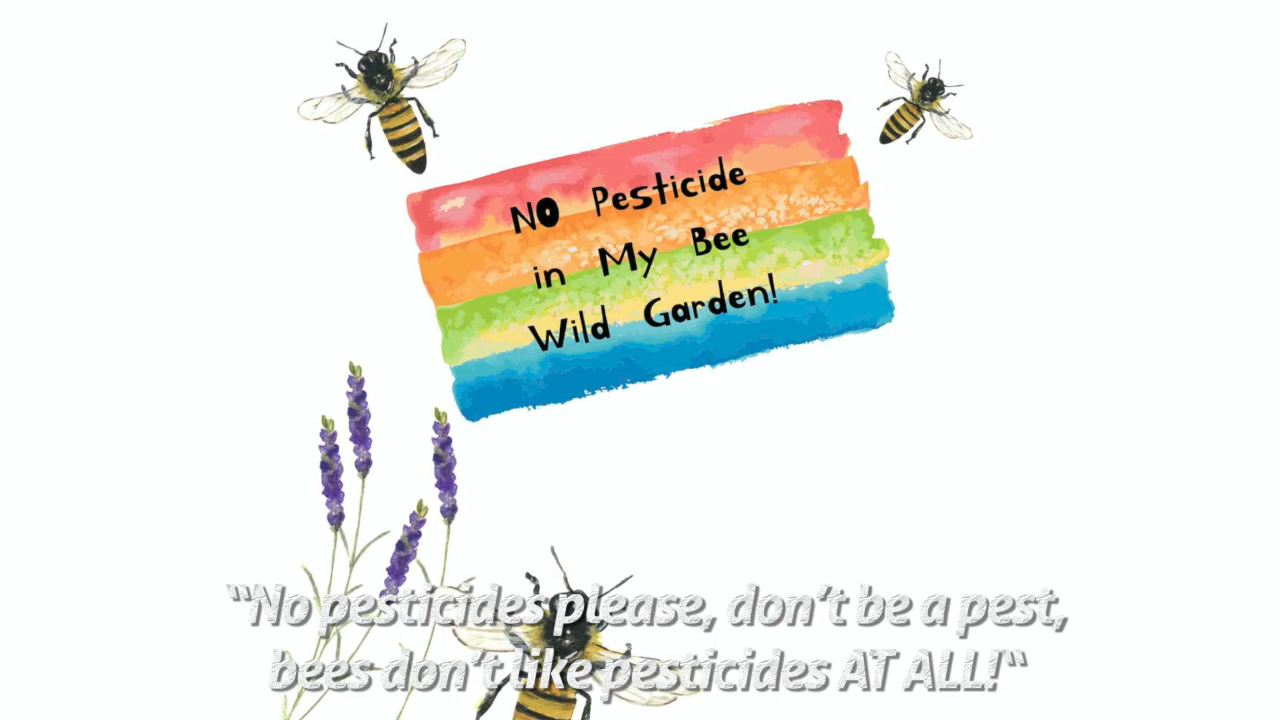 NO Pesticide
in My Bee
Wild Garden!
“No pesticides please, don’t be a pest,
bees don’t like pesticides AT ALL!“